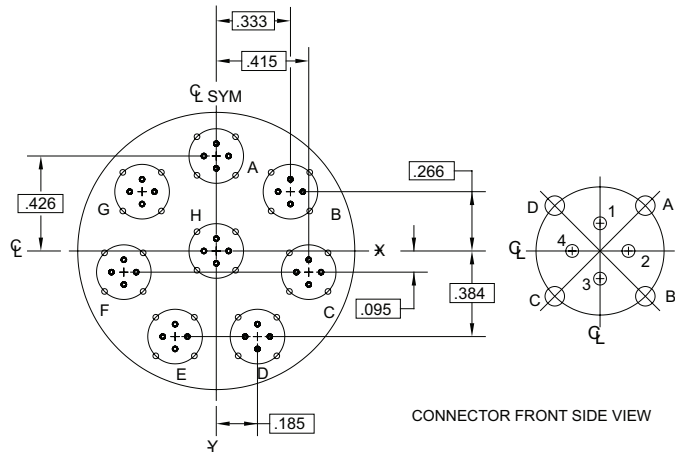 .333
.415
℄ SYM
A
.266
.426
G
B
D
A
H
1
℄
X
℄
4
2
3
.095
.384
F
C
C
B
℄
E
D
.185
CONNECTOR FRONT SIDE VIEW
Y